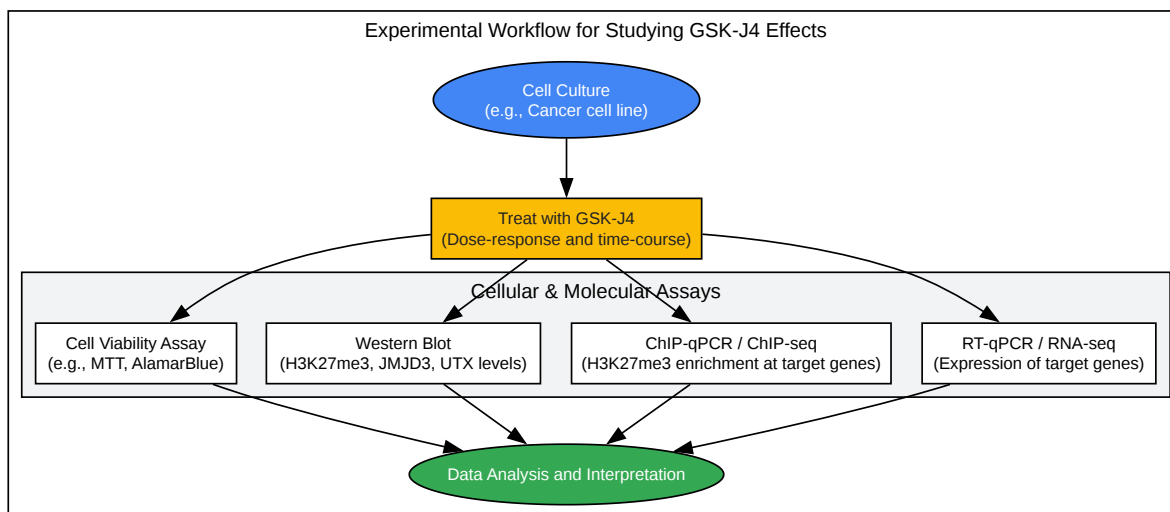 Experimental Workflow for Studying GSK-J4 Effects
Cell Culture
(e.g., Cancer cell line)
Treat with GSK-J4
(Dose-response and time-course)
Cellular & Molecular Assays
Cell Viability Assay
(e.g., MTT, AlamarBlue)
Western Blot
(H3K27me3, JMJD3, UTX levels)
ChIP-qPCR / ChIP-seq
(H3K27me3 enrichment at target genes)
RT-qPCR / RNA-seq
(Expression of target genes)
Data Analysis and Interpretation